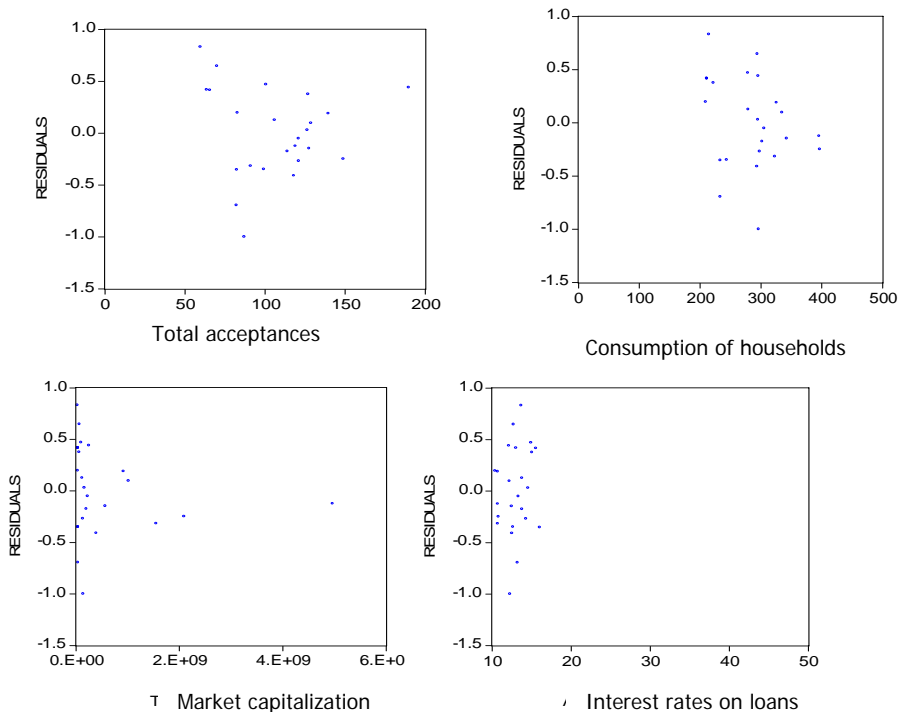 1.0
0.5
0.0
-0.5
-1.0
-1.5
RESIDUALS
0 50 100 150 200
Total acceptances
1.0
0.5
0.0
-0.5
-1.0
-1.5
RESIDUALS
0 100 200 300 400 500
Consumption of households
1.0
0.5
0.0
-0.5
-1.0
-1.5
RESIDUALS
0.E+00 2.E+09 4.E+09 6.E+0
Market capitalization
1.0
0.5
0.0
-0.5
-1.0
-1.5
RESIDUALS
10 20 30 40 50
Interest rates on loans